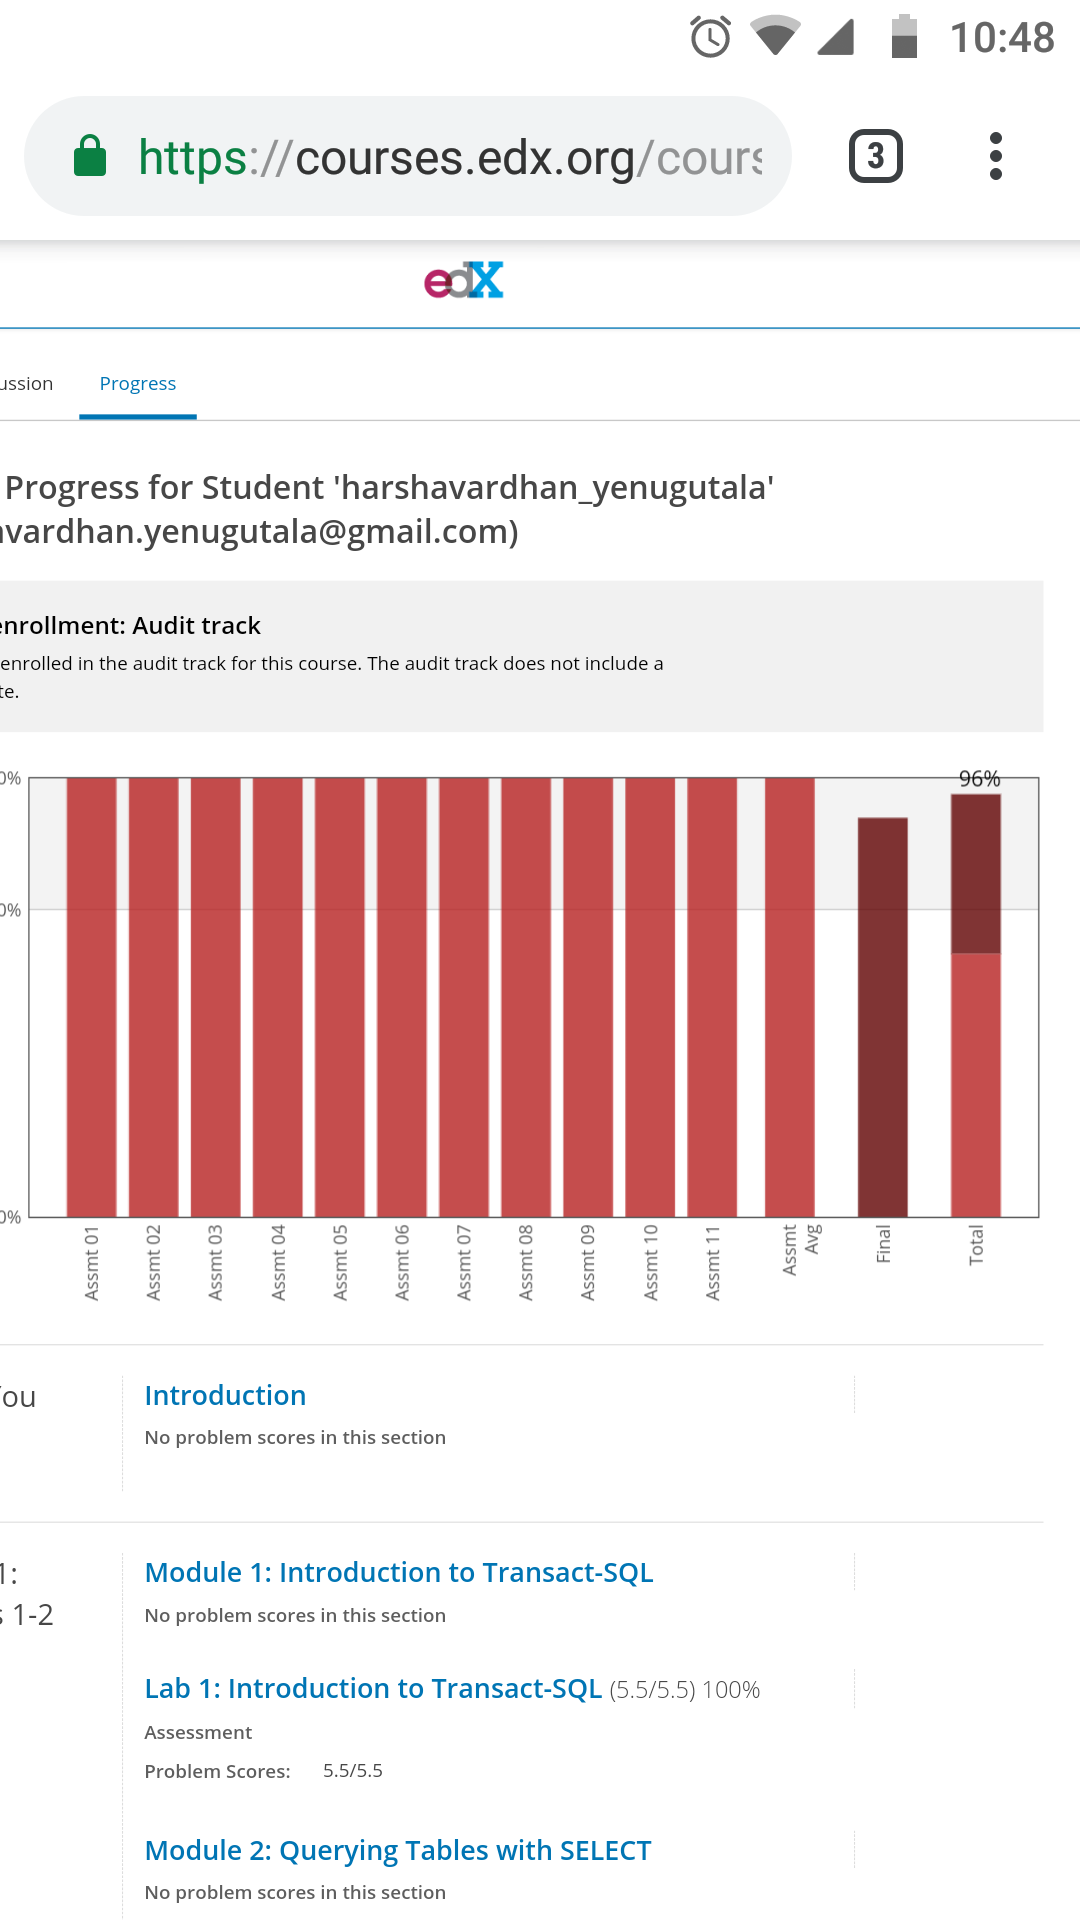 10:48
https://courses.edx.org/cours
3
edX
ussion Progress
Progress for Student 'harshavardhan_yenugutala'
vardhan.yenugutala@gmail.com)
enrollment: Audit track
enrolled in the audit track for this course. The audit track does not include a
te.
0%
96%
0%
0%
Assmt 01
Assmt 02
Assmt 03
Assmt 04
Assmt 05
Assmt 06
Assmt 07
Assmt 08
Assmt 09
Assmt 10
Assmt 11
Assmt
Avg
Final
Total
You
Introduction
No problem scores in this section
1:
s 1-2
Module 1: Introduction to Transact-SQL
No problem scores in this section
Lab 1: Introduction to Transact-SQL (5.5/5.5) 100%
Assessment
Problem Scores: 5.5/5.5
Module 2: Querying Tables with SELECT
No problem scores in this section